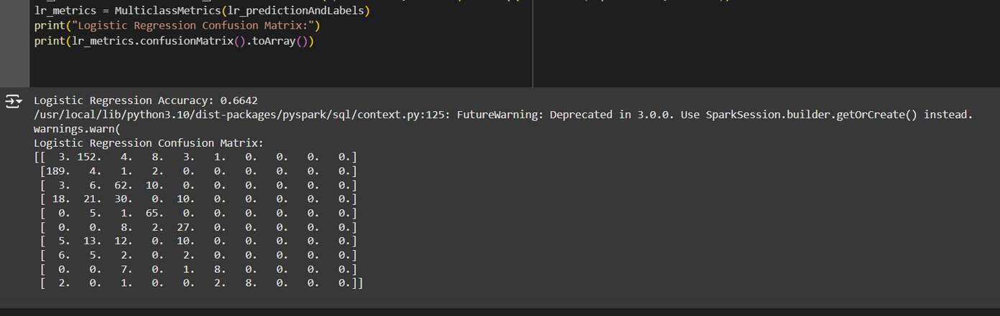 lr_metrics = MulticlassMetrics(lr_predictionAndLabels)
print("Logistic Regression Confusion Matrix:")
print(lr_metrics.confusionMatrix().toArray())
Logistic Regression Accuracy: 0.6642
/usr/local/lib/python3.10/dist-packages/pyspark/sql/context.py:125: FutureWarning: Deprecated in 3.0.0. Use SparkSession.builder.getOrCreate() instead.
warnings.warn(
Logistic Regression Confusion Matrix:
[[ 3. 152. 4. 8. 3. 1. 0. 0. 0. 0.]
[189. 4. 1. 2. 0. 0. 0. 0. 0. 0.]
[ 3. 6. 62. 10. 0. 0. 0. 0. 0. 0.]
[ 18. 21. 30. 0. 10. 0. 0. 0. 0. 0.]
[ 0. 5. 1. 65. 0. 0. 0. 0. 0. 0.]
[ 0. 0. 8. 2. 27. 0. 0. 0. 0. 0.]
[ 5. 13. 12. 0. 10. 0. 0. 0. 0. 0.]
[ 6. 5. 2. 0. 2. 0. 0. 0. 0. 0.]
[ 0. 0. 7. 0. 1. 8. 0. 0. 0. 0.]
[ 2. 0. 1. 0. 0. 2. 8. 0. 0. 0.]]